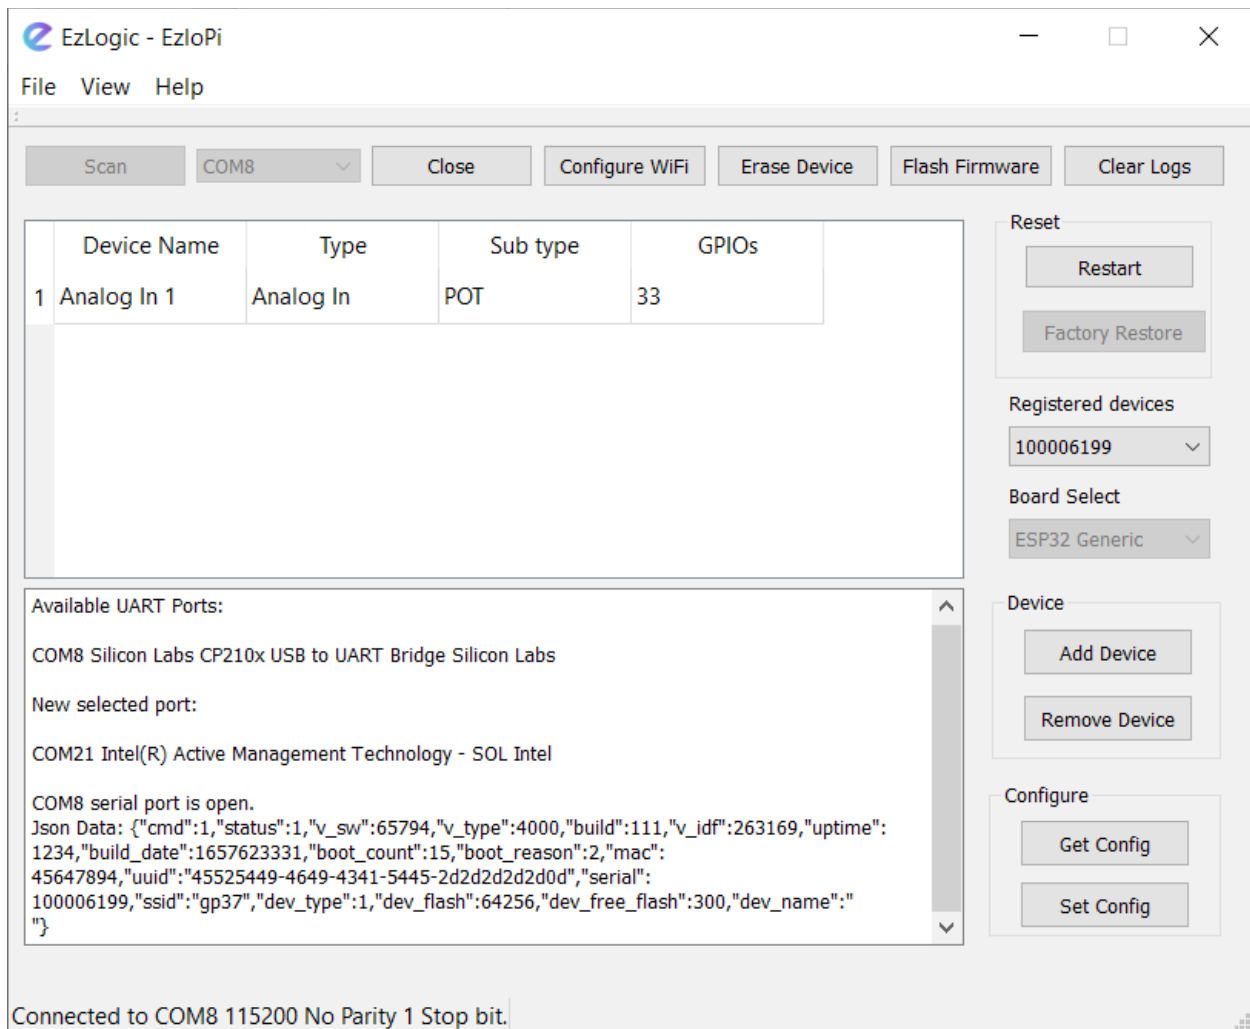 EzLogic - EzloPi
File View Help
Scan COM8 Close Configure WiFi Erase Device Flash Firmware Clear Logs
Device Name Type Sub type GPIOs
1 Analog In 1 Analog In POT 33
Reset
Restart
Factory Restore
Registered devices
100006199
Board Select
ESP32 Generic
Available UART Ports:
COM8 Silicon Labs CP210x USB to UART Bridge Silicon Labs
New selected port:
COM21 Intel(R) Active Management Technology - SOL Intel
COM8 serial port is open.
Json Data: {"cmd":1,"status":1,"v_sw":65794,"v_type":4000,"build":111,"v_idf":263169,"uptime":
1234,"build_date":1657623331,"boot_count":15,"boot_reason":2,"mac":
45647894,"uuid":"45525449-4649-4341-5445-2d2d2d2d2d0d","serial":
100006199,"ssid":"gp37","dev_type":1,"dev_flash":64256,"dev_free_flash":300,"dev_name":"
"}
Device
Add Device
Remove Device
Configure
Get Config
Set Config
Connected to COM8 115200 No Parity 1 Stop bit.